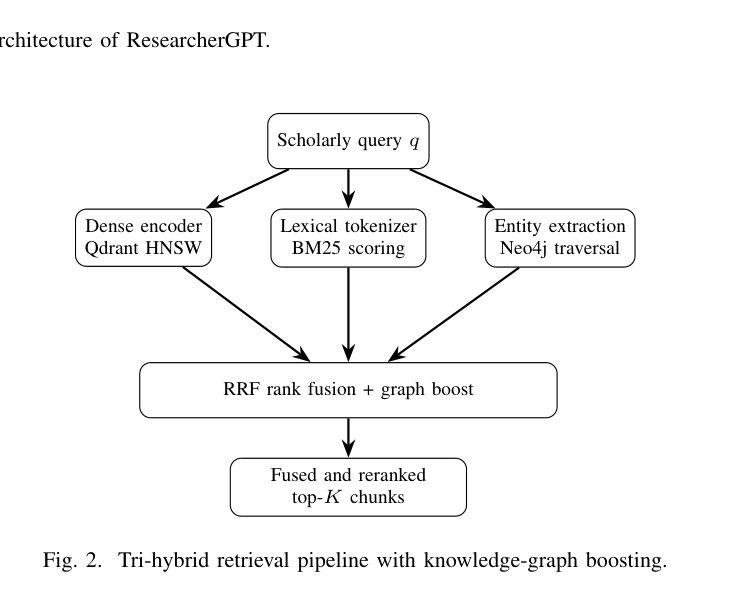 rchitecture of ResearcherGPT.
Scholarly query q
Dense encoder
Qdrant HNSW
Lexical tokenizer
BM25 scoring
Entity extraction
Neo4j traversal
RRF rank fusion + graph boost
Fused and reranked
top-K chunks
Fig. 2. Tri-hybrid retrieval pipeline with knowledge-graph boosting.